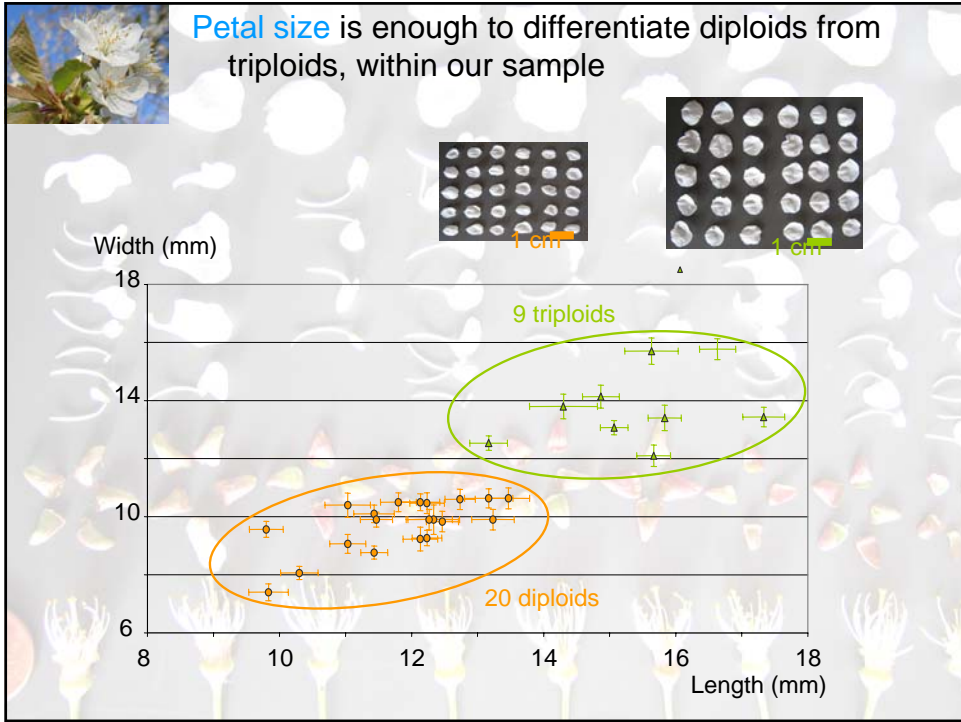 Petal size is enough to differentiate diploids from
triploids, within our sample
1 cm
1 cm
Width (mm)
18
9 triploids
14
10
20 diploids
6
8
10
12
14
16
18
Length (mm)